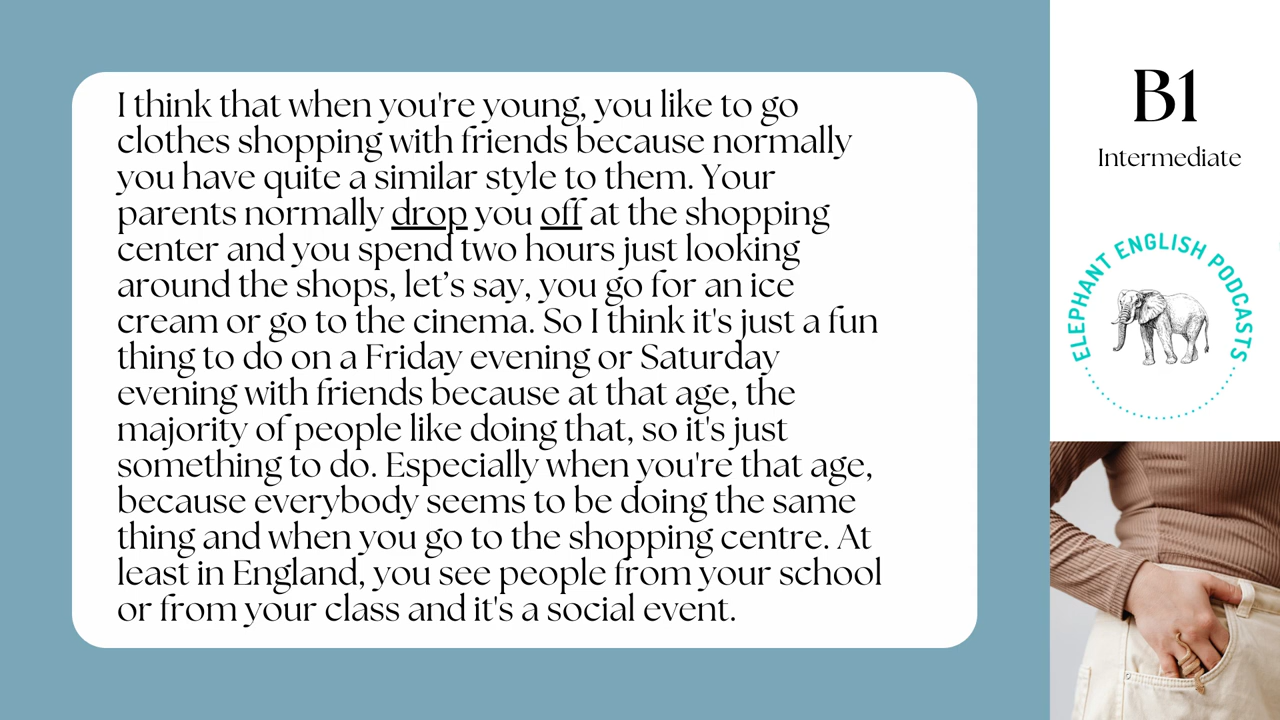 I think that when you're young, you like to go
clothes shopping with friends because normally
you have quite a similar style to them. Your
parents normally drop you off at the shopping
center and you spend two hours just looking
around the shops, let’s say, you go for an ice
cream or go to the cinema. So I think it's just a fun
thing to do on a Friday evening or Saturday
evening with friends because at that age, the
majority of people like doing that, so it's just
something to do. Especially when you're that age,
because everybody seems to be doing the same
thing and when you go to the shopping centre. At
least in England, you see people from your school
or from your class and it's a social event.
B1
Intermediate
ELEPHANT ENGLISH PODCASTS